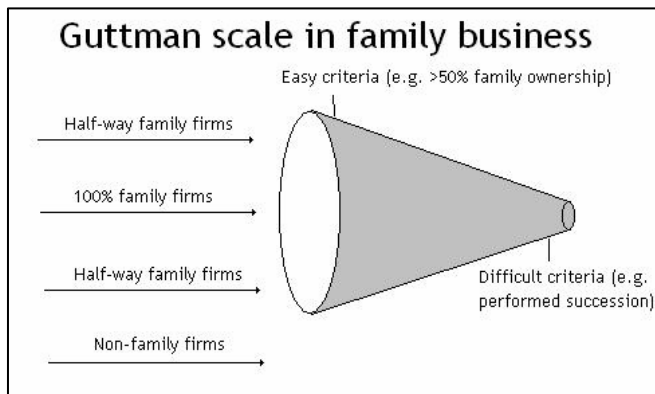 Guttman scale in family business
Easy criteria (e.g. >50% family ownership)
Half-way family firms
100% family firms
Half-way family firms
Difficult criteria (e.g.
performed succession)
Non-family firms